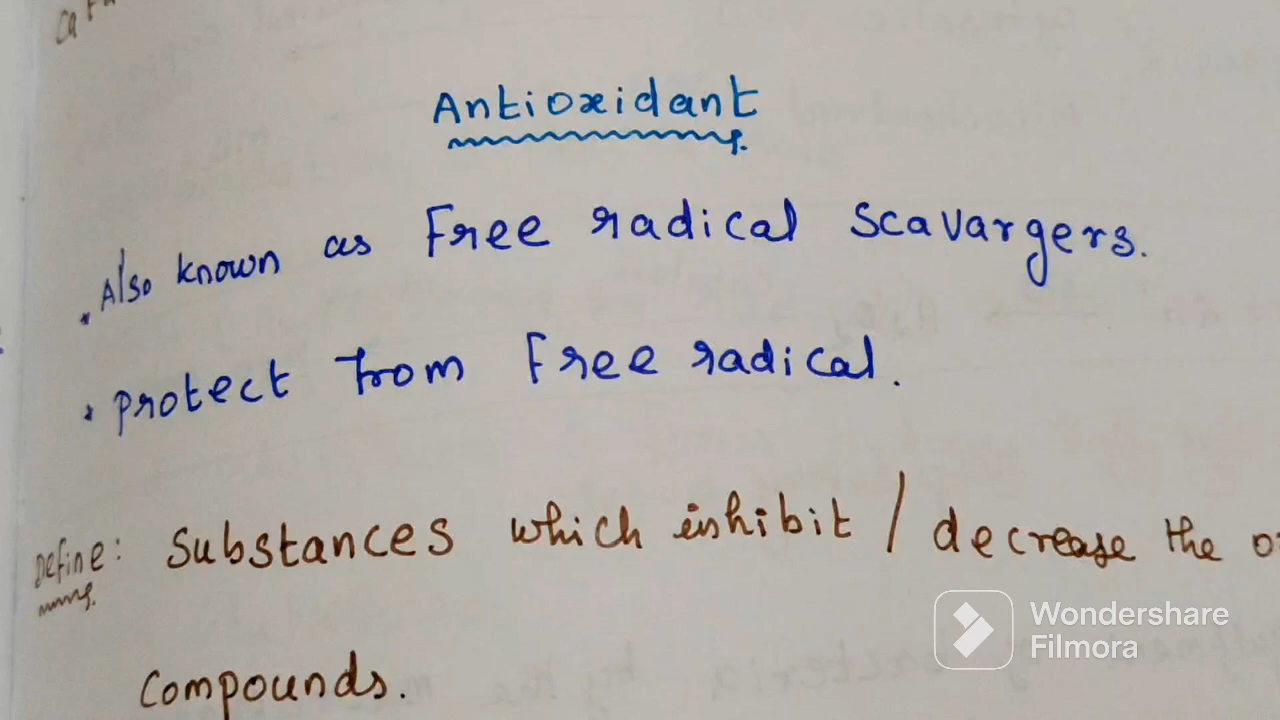 Antioxidant
. Also known as Free radical Scavargers.
. protect from Free radical.
Define: Substances which inhibit / decrease the
Wondershare
Filmora
Compounds.